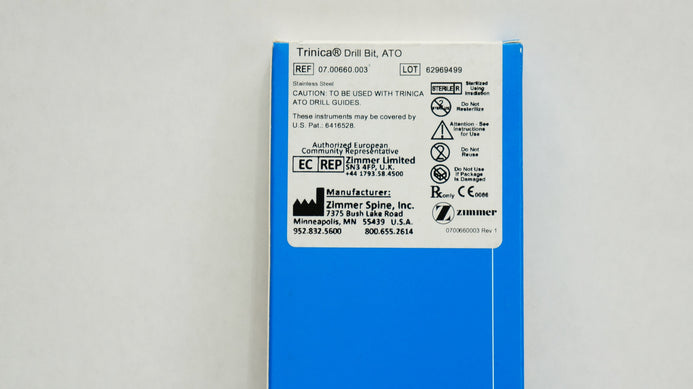 Trinica® Drill Bit, ATO
REF 07.00660.003 LOT 62969499
Stainless Steel
CAUTION: TO BE USED WITH TRINICA
ATO DRILL GUIDES.
These instruments may be covered by
U.S. Pat.: 6416528.
Authorized European
Community Representative
EC REP Zimmer Limited
SN3 4FP, U.K.
+44 1793.58.4500
Manufacturer:
Zimmer Spine, Inc.
7375 Bush Lake Road
Minneapolis, MN 55439 U.S.A.
952.832.5600 800.655.2614
STERILE R Sterilized
Using
Irradiation
Do Not
Resterilize
Attention - See
Instructions
for Use
Do Not
Reuse
Do Not Use
If Package
is Damaged
Rx only CE 0086
Z zimmer
0700660003 Rev 1